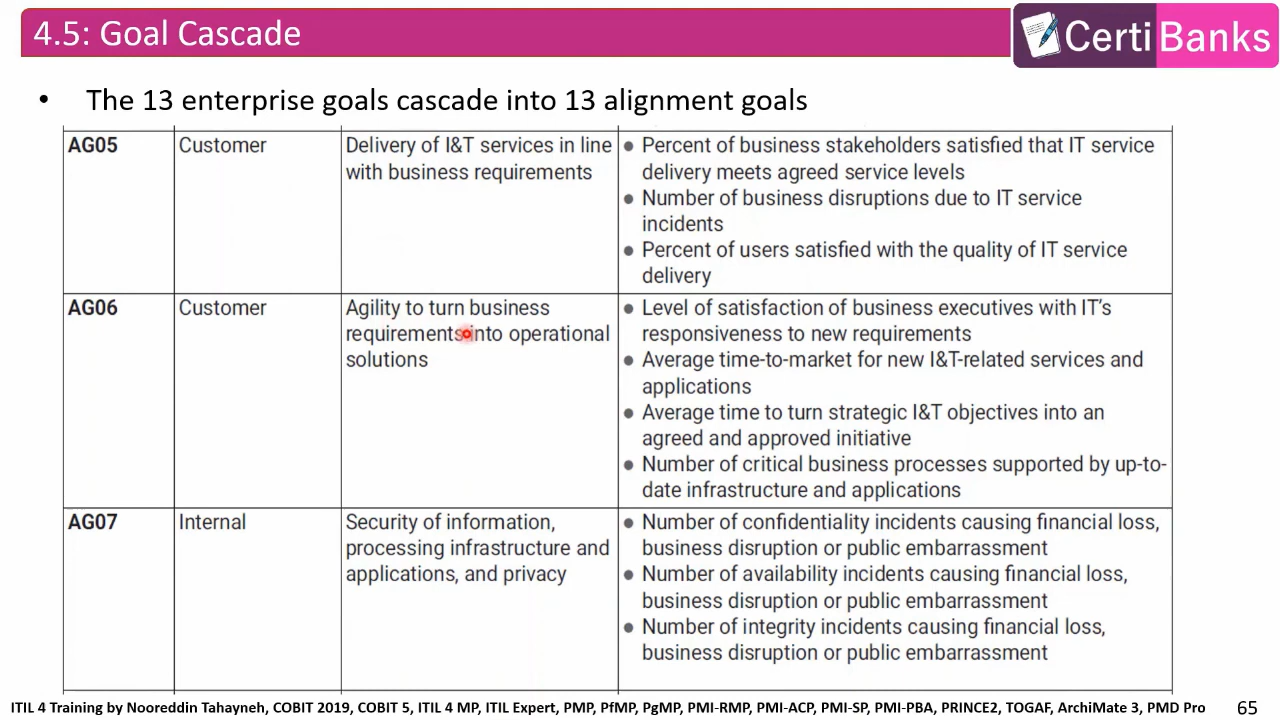 4.5: Goal Cascade
Certi Banks
• The 13 enterprise goals cascade into 13 alignment goals
AG05
Customer
Delivery of I&T services in line
with business requirements
● Percent of business stakeholders satisfied that IT service
delivery meets agreed service levels
● Number of business disruptions due to IT service
incidents
● Percent of users satisfied with the quality of IT service
delivery
AG06
Customer
Agility to turn business
requirements into operational
solutions
● Level of satisfaction of business executives with IT’s
responsiveness to new requirements
● Average time-to-market for new I&T-related services and
applications
● Average time to turn strategic I&T objectives into an
agreed and approved initiative
● Number of critical business processes supported by up-to-
date infrastructure and applications
AG07
Internal
Security of information,
processing infrastructure and
applications, and privacy
● Number of confidentiality incidents causing financial loss,
business disruption or public embarrassment
● Number of availability incidents causing financial loss,
business disruption or public embarrassment
● Number of integrity incidents causing financial loss,
business disruption or public embarrassment
ITIL 4 Training by Nooreddin Tahayneh, COBIT 2019, COBIT 5, ITIL 4 MP, ITIL Expert, PMP, PfMP, PgMP, PMI-RMP, PMI-ACP, PMI-SP, PMI-PBA, PRINCE2, TOGAF, ArchiMate 3, PMD Pro
65